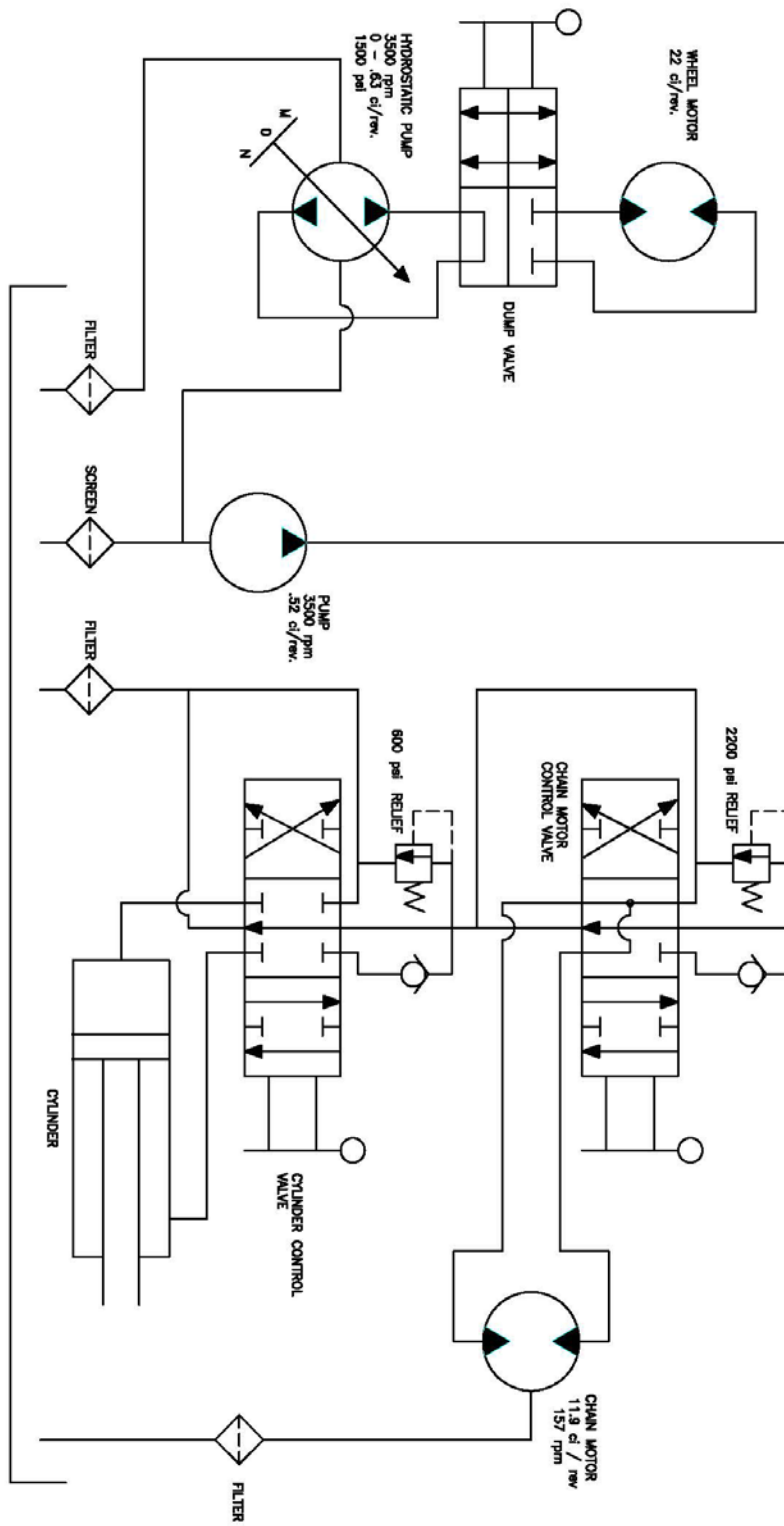 WHEEL MOTOR
22 ci/rev.
HYDROSTATIC PUMP
3500 rpm
0 - .63 ci/rev.
1500 psi
M
O
N
DUMP VALVE
FILTER
SCREEN
PUMP
3500 rpm
.52 ci/rev.
FILTER
2200 psi RELIEF
600 psi RELIEF
CHAIN MOTOR
CONTROL VALVE
CYLINDER
CYLINDER CONTROL
VALVE
CHAIN MOTOR
11.9 ci / rev
157 rpm
FILTER